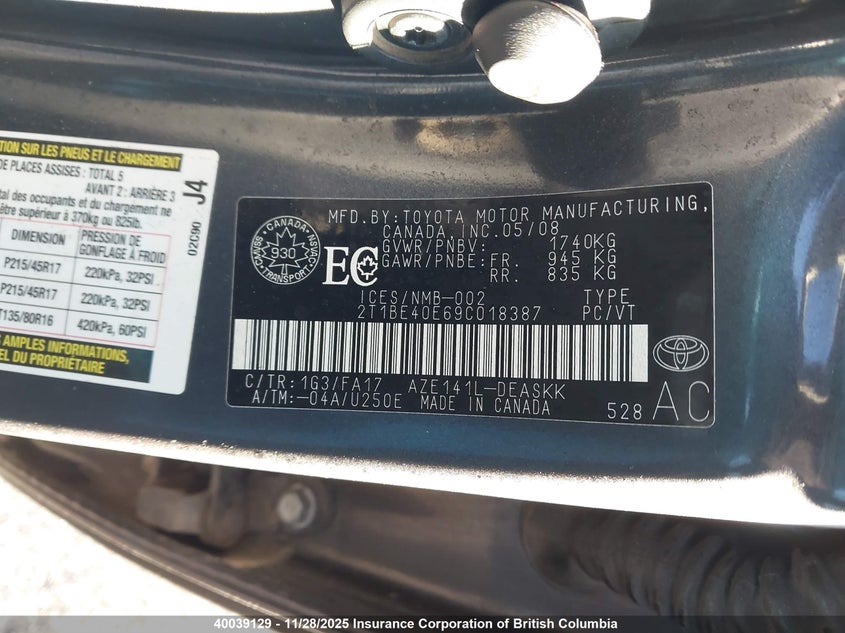 TION SUR LES PNEUS ET LE CHARGEMENT
DE PLACES ASSISES : TOTAL 5
AVANT 2 : ARRIÈRE 3
tal des occupants et du chargement ne
être supérieur à 370kg ou 825lb.
DIMENSION
PRESSION DE GONFLAGE À FROID
P215/45R17 220kPa, 32PSI
P215/45R17 220kPa, 32PSI
T135/80R16 420kPa, 60PSI
AMPLES INFORMATIONS,
E PROPRIÉTAIRE
J4
02C90
CANADA
930
TRANSPORT
CMVSS
NSVAC
EC
MFD.BY:TOYOTA MOTOR MANUFACTURING,
CANADA, INC.05/08
GVWR/PNBV: 1740KG
GAWR/PNBE:FR. 945 KG
RR. 835 KG
ICES/NMB-002 TYPE
2T1BE40E69C018387 PC/VT
C/TR:1G3/FA17 AZE141L-DEASKK
A/TM:-04A/U250E MADE IN CANADA
528 AC
40039129 - 11/28/2025 Insurance Corporation of British Columbia